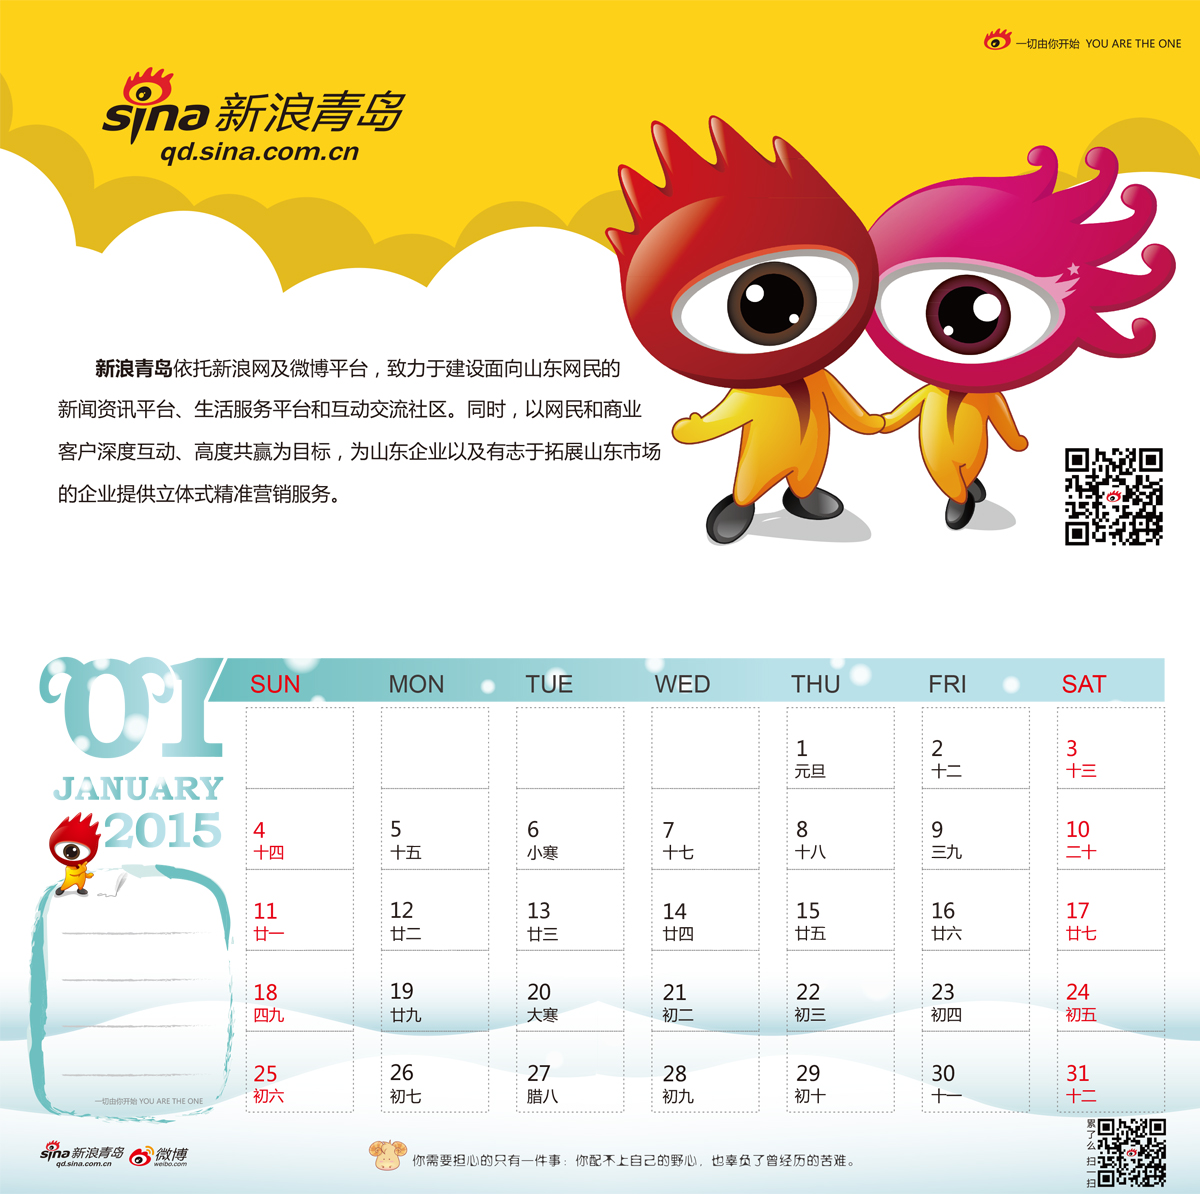 一切由你开始 YOU ARE THE ONE
sina 新浪青岛
qd.sina.com.cn
新浪青岛依托新浪网及微博平台，致力于建设面向山东网民的
新闻资讯平台、生活服务平台和互动交流社区。同时，以网民和商业
客户深度互动、高度共赢为目标，为山东企业以及有志于拓展山东市场
的企业提供立体式精准营销服务。
01
JANUARY
2015
SUN MON TUE WED THU FRI SAT
1 2 3
元旦 十二 十三
4 5 6 7 8 9 10
十四 十五 小寒 十七 十八 三九 二十
11 12 13 14 15 16 17
廿一 廿二 廿三 廿四 廿五 廿六 廿七
18 19 20 21 22 23 24
四九 廿九 大寒 初二 初三 初四 初五
25 26 27 28 29 30 31
初六 初七 腊八 初九 初十 十一 十二
一切由你开始 YOU ARE THE ONE
sina 新浪青岛
qd.sina.com.cn
微博
weibo.com
你需要担心的只有一件事：你配不上自己的野心，也辜负了曾经历的苦难。
累了么 扫一扫